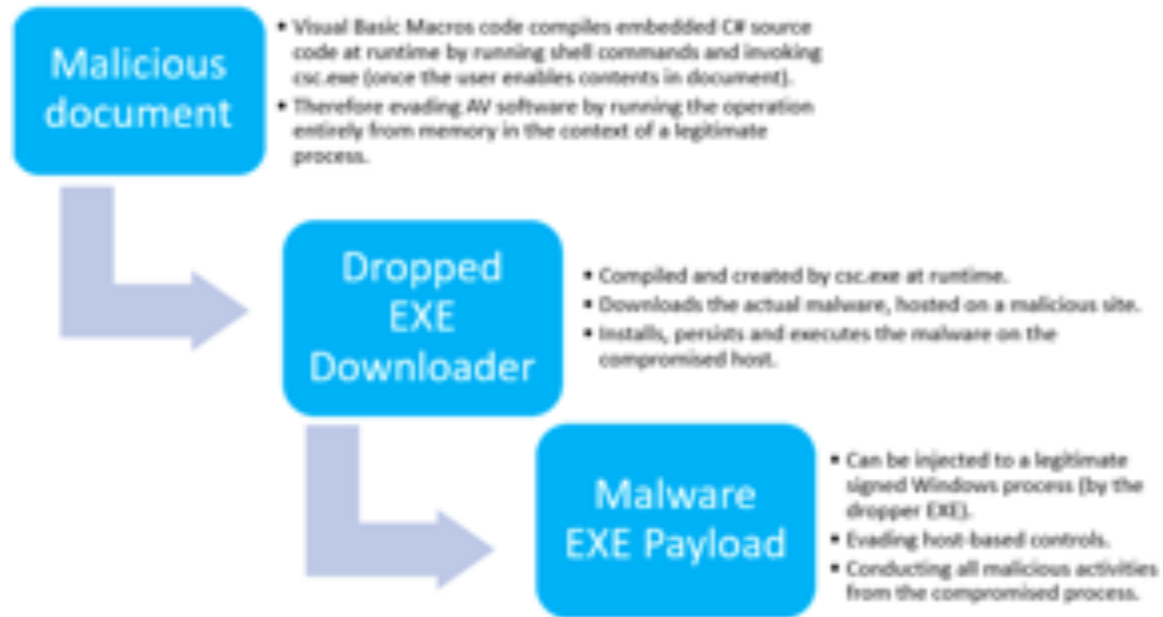 Malicious
document
• Visual Basic Macros code compiles embedded C# source
code at runtime by running shell commands and invoking
csc.exe (once the user enables contents in document).
• Therefore evading AV software by running the operation
entirely from memory in the context of a legitimate
process.
Dropped
EXE
Downloader
• Compiled and created by csc.exe at runtime.
• Downloads the actual malware, hosted on a malicious site.
• Installs, persists and executes the malware on the
compromised host.
Malware
EXE Payload
• Can be injected to a legitimate
signed Windows process (by the
dropper EXE).
• Evading host-based controls.
• Conducting all malicious activities
from the compromised process.